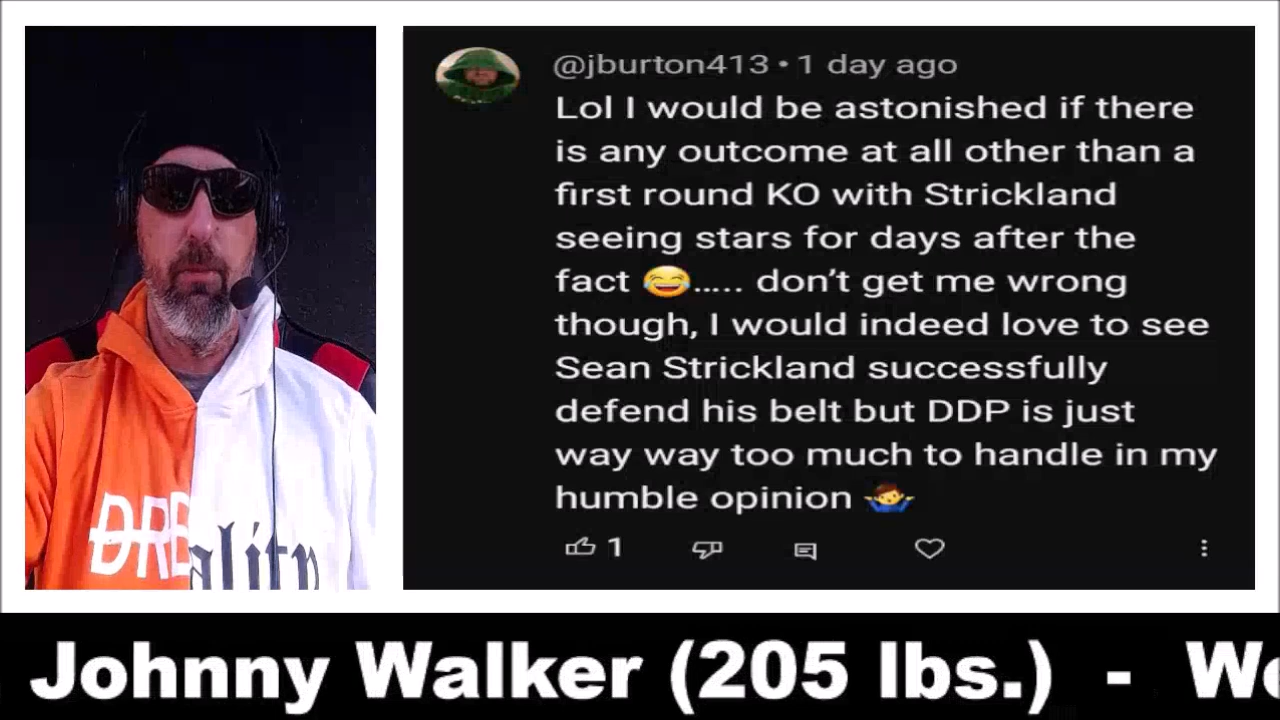 @jburton413 • 1 day ago
Lol I would be astonished if there
is any outcome at all other than a
first round KO with Strickland
seeing stars for days after the
fact 😂..... don’t get me wrong
though, I would indeed love to see
Sean Strickland successfully
defend his belt but DDP is just
way way too much to handle in my
humble opinion 🤷‍♂️
1
Johnny Walker (205 lbs.) -